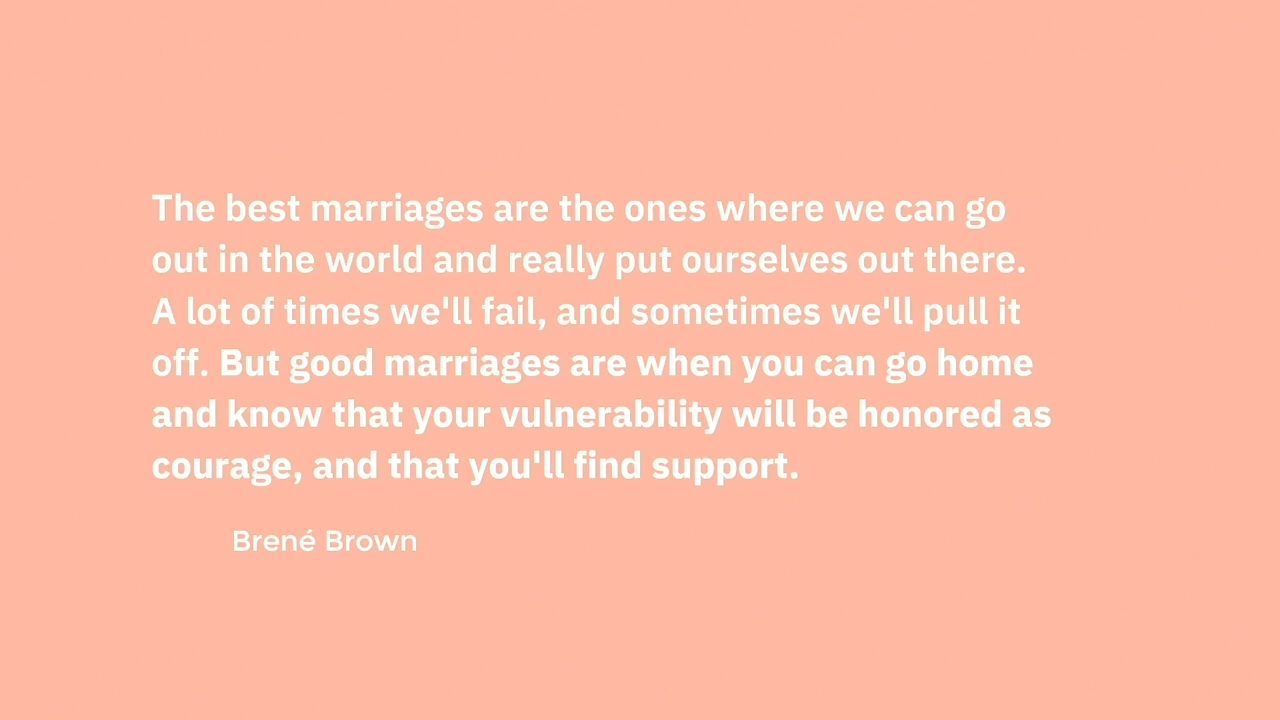 The best marriages are the ones where we can go
out in the world and really put ourselves out there.
A lot of times we'll fail, and sometimes we'll pull it
off. But good marriages are when you can go home
and know that your vulnerability will be honored as
courage, and that you'll find support.
Brené Brown